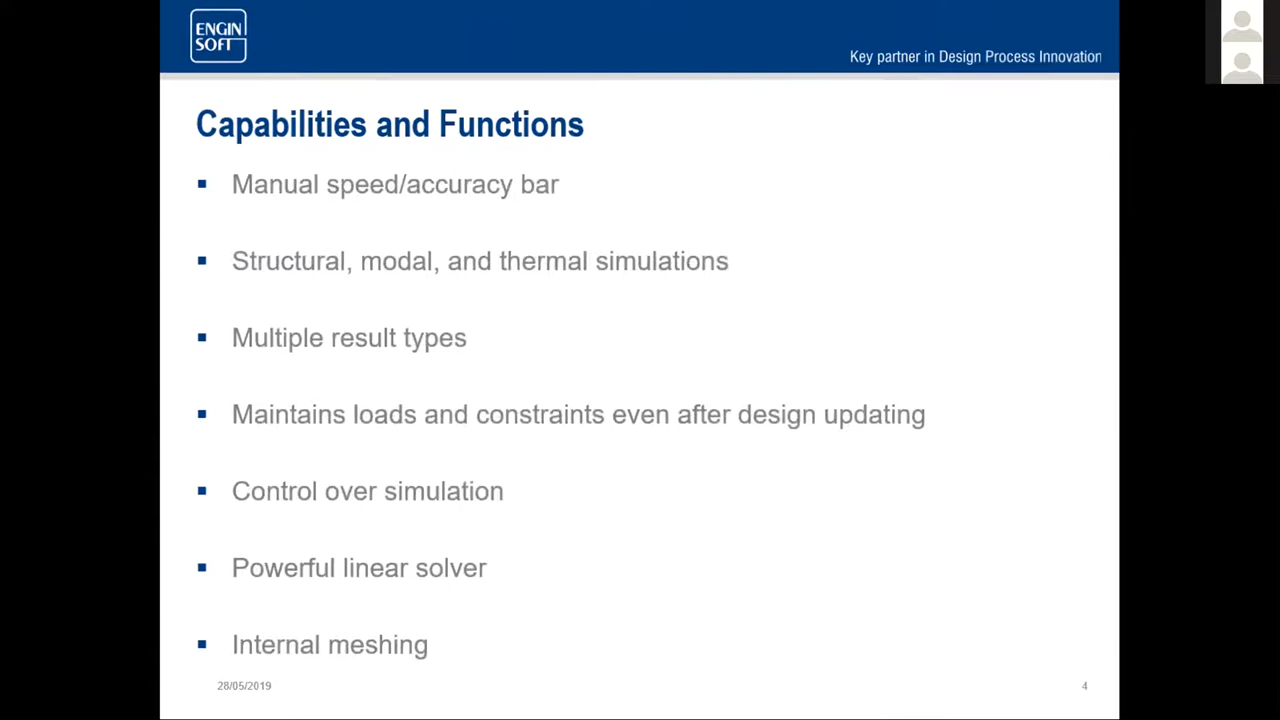 ENGIN
SOFT
Key partner in Design Process Innovation
Capabilities and Functions
▪ Manual speed/accuracy bar
▪ Structural, modal, and thermal simulations
▪ Multiple result types
▪ Maintains loads and constraints even after design updating
▪ Control over simulation
▪ Powerful linear solver
▪ Internal meshing
28/05/2019
4